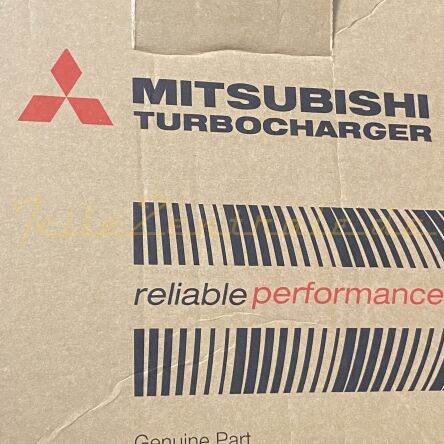 MITSUBISHI
TURBOCHARGER
reliable performance
Genuine Part